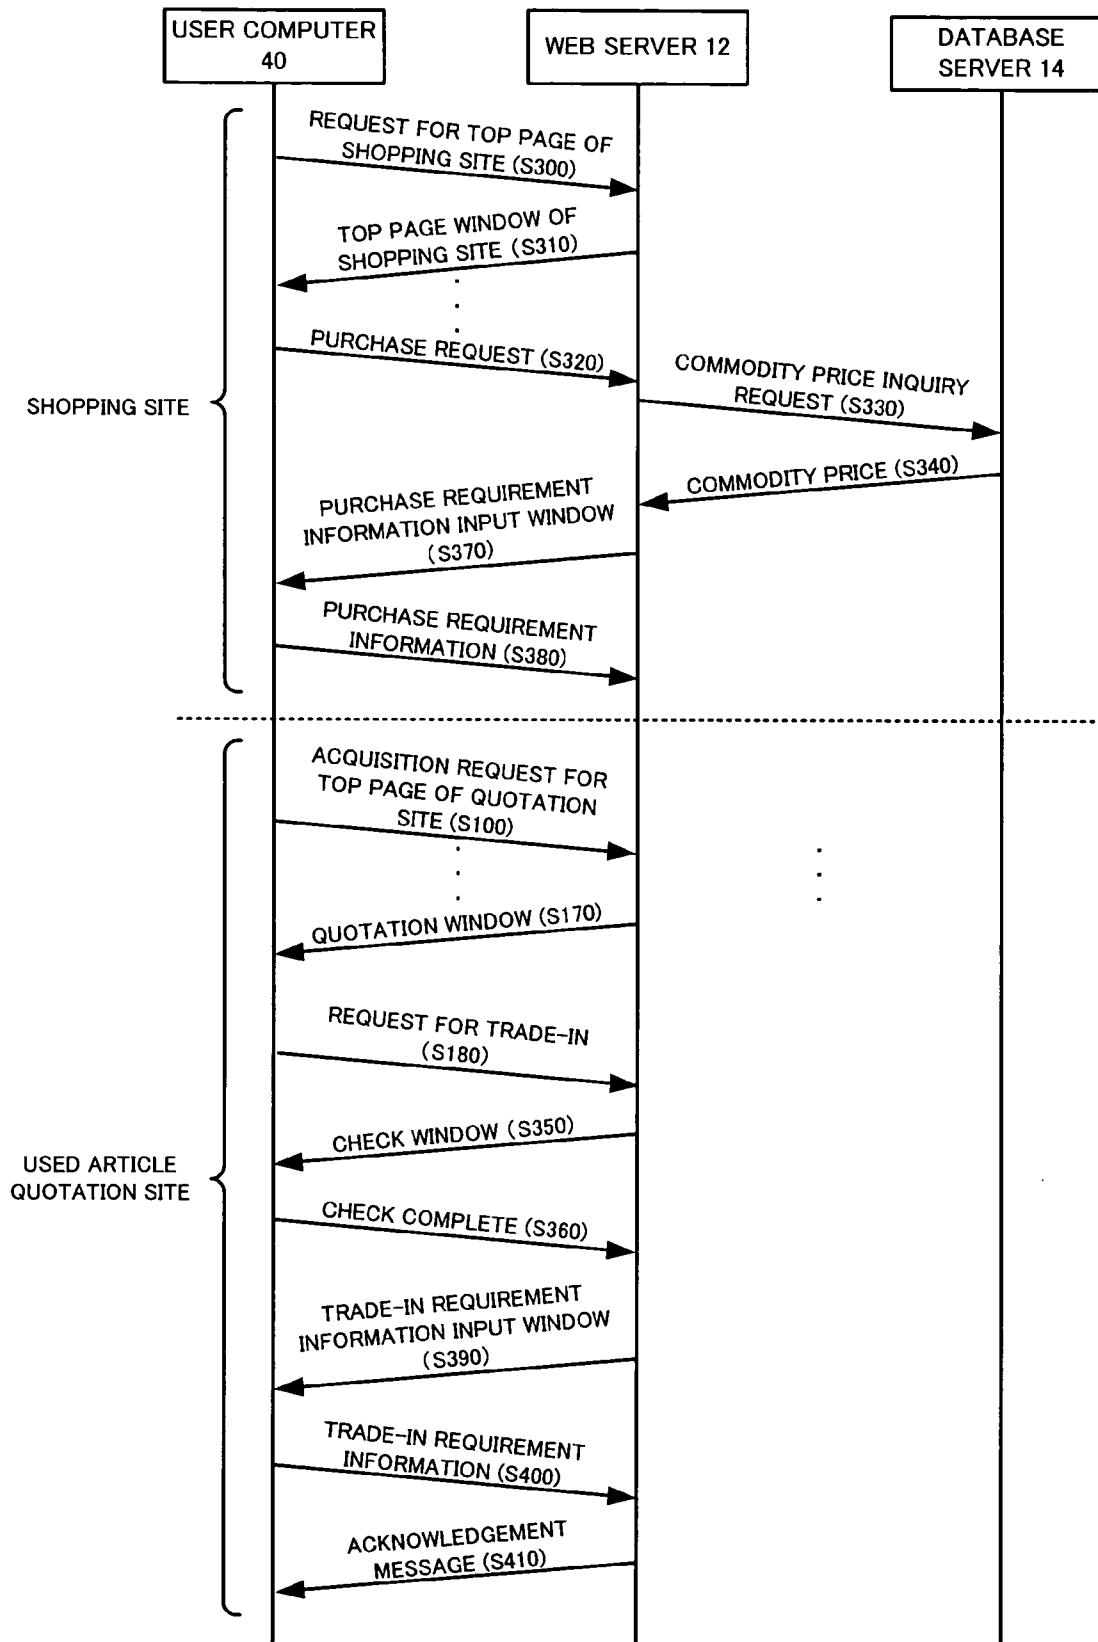 USER COMPUTER
40
WEB SERVER 12
DATABASE
SERVER 14
REQUEST FOR TOP PAGE OF
SHOPPING SITE (S300)
TOP PAGE WINDOW OF
SHOPPING SITE (S310)
PURCHASE REQUEST (S320)
COMMODITY PRICE INQUIRY
REQUEST (S330)
SHOPPING SITE
COMMODITY PRICE (S340)
PURCHASE REQUIREMENT
INFORMATION INPUT WINDOW
(S370)
PURCHASE REQUIREMENT
INFORMATION (S380)
ACQUISITION REQUEST FOR
TOP PAGE OF QUOTATION
SITE (S100)
QUOTATION WINDOW (S170)
REQUEST FOR TRADE-IN
(S180)
CHECK WINDOW (S350)
USED ARTICLE
QUOTATION SITE
CHECK COMPLETE (S360)
TRADE-IN REQUIREMENT
INFORMATION INPUT WINDOW
(S390)
TRADE-IN REQUIREMENT
INFORMATION (S400)
ACKNOWLEDGEMENT
MESSAGE (S410)